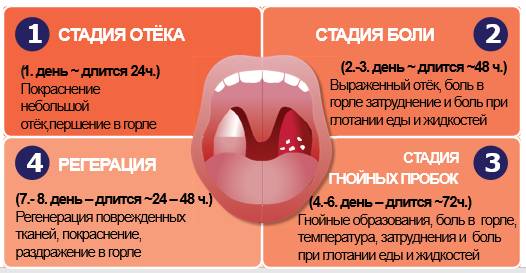 1 СТАДИЯ ОТЁКА
(1. день ~ длится 24ч.)
Покраснение
небольшой
отёк,першение в горле
СТАДИЯ БОЛИ 2
(2.-3. день ~ длится ~48 ч.)
Выраженный отёк, боль в
горле затруднение и боль при
глотании еды и жидкостей
4 РЕГЕРАЦИЯ
(7.- 8. день – длится ~24 – 48 ч.)
Регенерация поврежденных
тканей, покраснение,
раздражение в горле
СТАДИЯ
ГНОЙНЫХ ПРОБОК 3
(4.-6. день – длится ~72ч.)
Гнойные образования, боль в горле,
температура, затруднения и боль
при глотании еды и жидкостей